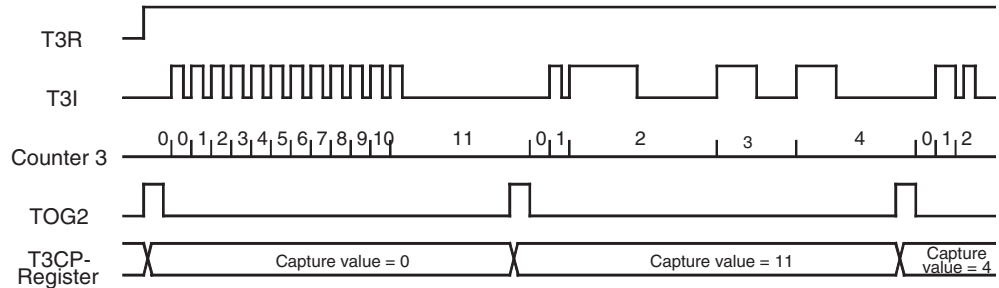 T3R
T3I
Counter 3
0 0 1 2 3 4 5 6 7 8 9 10 11 0 1 2 3 4 0 1 2
TOG2
T3CP-
Register
Capture value = 0
Capture value = 11
Capture
value = 4